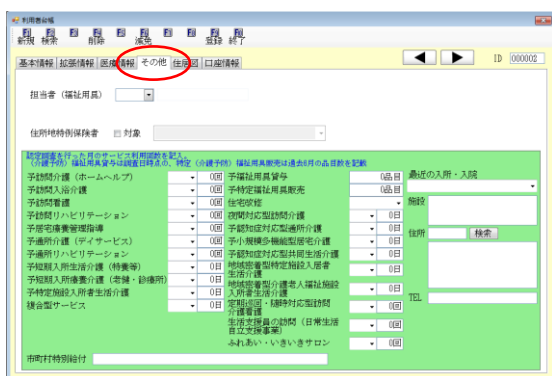 利用者台帳
新規 検索 削除 減免 登録 終了
基本情報 拡張情報 医療情報 その他 住居図 口座情報
ID 000002
担当者（福祉用具）
住所地特例保険者 対象
認定調査を行った月のサービス利用回数を記入。
（介護予防）福祉用具貸与は調査日時点の、特定（介護予防）福祉用具販売は過去6月の品目数を記載
予訪問介護（ホームヘルプ） 0回
予訪問入浴介護 0回
予訪問看護 0回
予訪問リハビリテーション 0回
予居宅療養管理指導 0回
予通所介護（デイサービス） 0回
予通所リハビリテーション 0回
予短期入所生活介護（特養等） 0日
予短期入所療養介護（老健・診療所） 0日
予特定施設入所者生活介護 0日
複合型サービス 0日
予福祉用具貸与 0品目
予特定福祉用具販売 0品目
住宅改修
夜間対応型訪問介護 0日
予認知症対応型通所介護 0日
予小規模多機能型居宅介護 0日
予認知症対応型共同生活介護 0日
地域密着型特定施設入居者生活介護 0日
地域密着型介護老人福祉施設入所者生活介護 0日
定期巡回・随時対応型訪問介護看護 0回
生活支援員の訪問（日常生活自立支援事業） 0回
ふれあい・いきいきサロン 0回
最近の入所・入院
施設
住所 検索
TEL
市町村特別給付